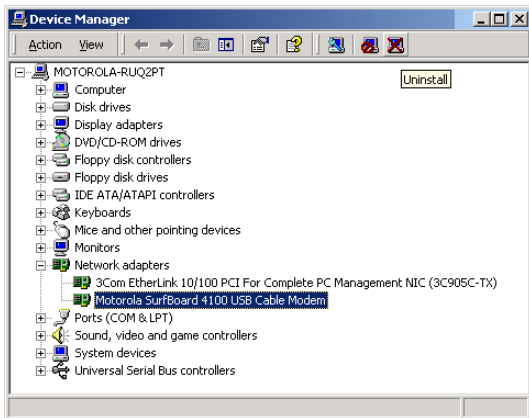 Device Manager
Action View
Uninstall
MOTOROLA-RUQ2PT
Computer
Disk drives
Display adapters
DVD/CD-ROM drives
Floppy disk controllers
Floppy disk drives
IDE ATA/ATAPI controllers
Keyboards
Mice and other pointing devices
Monitors
Network adapters
3Com EtherLink 10/100 PCI For Complete PC Management NIC (3C905C-TX)
Motorola SurfBoard 4100 USB Cable Modem
Ports (COM & LPT)
Sound, video and game controllers
System devices
Universal Serial Bus controllers